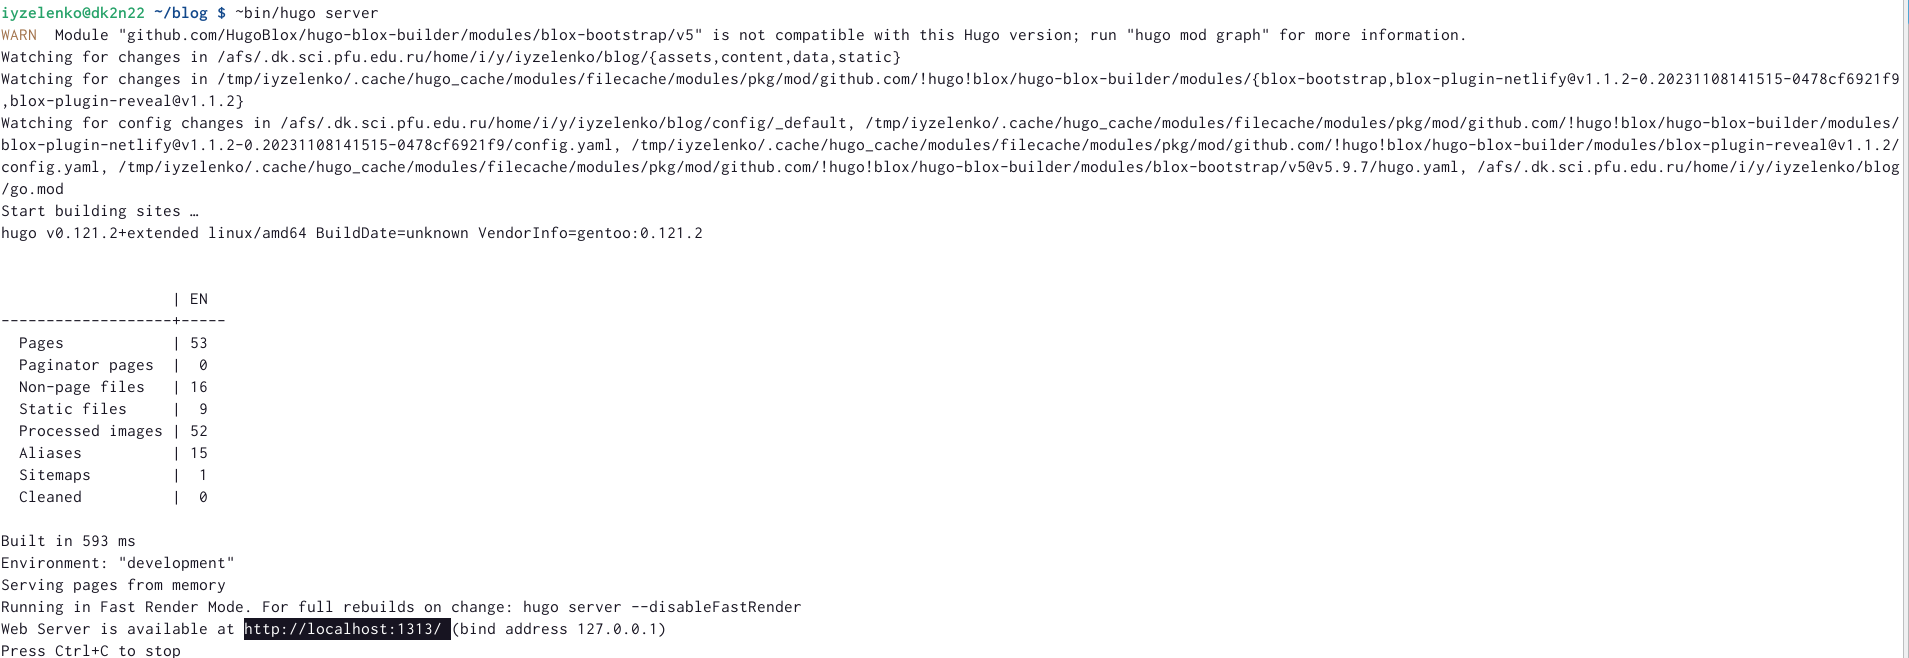 iyzelenko@dk2n22 ~/blog $ ~bin/hugo server
WARN  Module "github.com/HugoBlox/hugo-blox-builder/modules/blox-bootstrap/v5" is not compatible with this Hugo version; run "hugo mod graph" for more information.
Watching for changes in /afs/.dk.sci.pfu.edu.ru/home/i/y/iyzelenko/blog/{assets,content,data,static}
Watching for changes in /tmp/iyzelenko/.cache/hugo_cache/modules/filecache/modules/pkg/mod/github.com/!hugo!blox/hugo-blox-builder/modules/{blox-bootstrap,blox-plugin-netlify@v1.1.2-0.20231108141515-0478cf6921f9
,blox-plugin-reveal@v1.1.2}
Watching for config changes in /afs/.dk.sci.pfu.edu.ru/home/i/y/iyzelenko/blog/config/_default, /tmp/iyzelenko/.cache/hugo_cache/modules/filecache/modules/pkg/mod/github.com/!hugo!blox/hugo-blox-builder/modules/
blox-plugin-netlify@v1.1.2-0.20231108141515-0478cf6921f9/config.yaml, /tmp/iyzelenko/.cache/hugo_cache/modules/filecache/modules/pkg/mod/github.com/!hugo!blox/hugo-blox-builder/modules/blox-plugin-reveal@v1.1.2/
config.yaml, /tmp/iyzelenko/.cache/hugo_cache/modules/filecache/modules/pkg/mod/github.com/!hugo!blox/hugo-blox-builder/modules/blox-bootstrap/v5@v5.9.7/hugo.yaml, /afs/.dk.sci.pfu.edu.ru/home/i/y/iyzelenko/blog
/go.mod
Start building sites …
hugo v0.121.2+extended linux/amd64 BuildDate=unknown VendorInfo=gentoo:0.121.2
                   | EN
-------------------+-----
  Pages            | 53
  Paginator pages  |  0
  Non-page files   | 16
  Static files     |  9
  Processed images | 52
  Aliases          | 15
  Sitemaps         |  1
  Cleaned          |  0
Built in 593 ms
Environment: "development"
Serving pages from memory
Running in Fast Render Mode. For full rebuilds on change: hugo server --disableFastRender
Web Server is available at http://localhost:1313/ (bind address 127.0.0.1)
Press Ctrl+C to stop